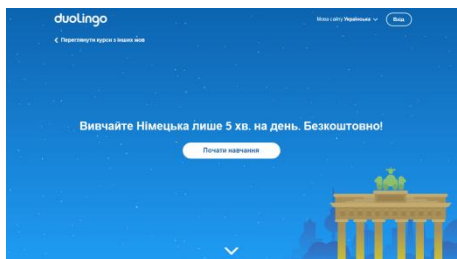 duolingo
Мова сайту Українська
Вхід
Переглянути курси з інших мов
Вивчайте Німецька лише 5 хв. на день. Безкоштовно!
Почати навчання